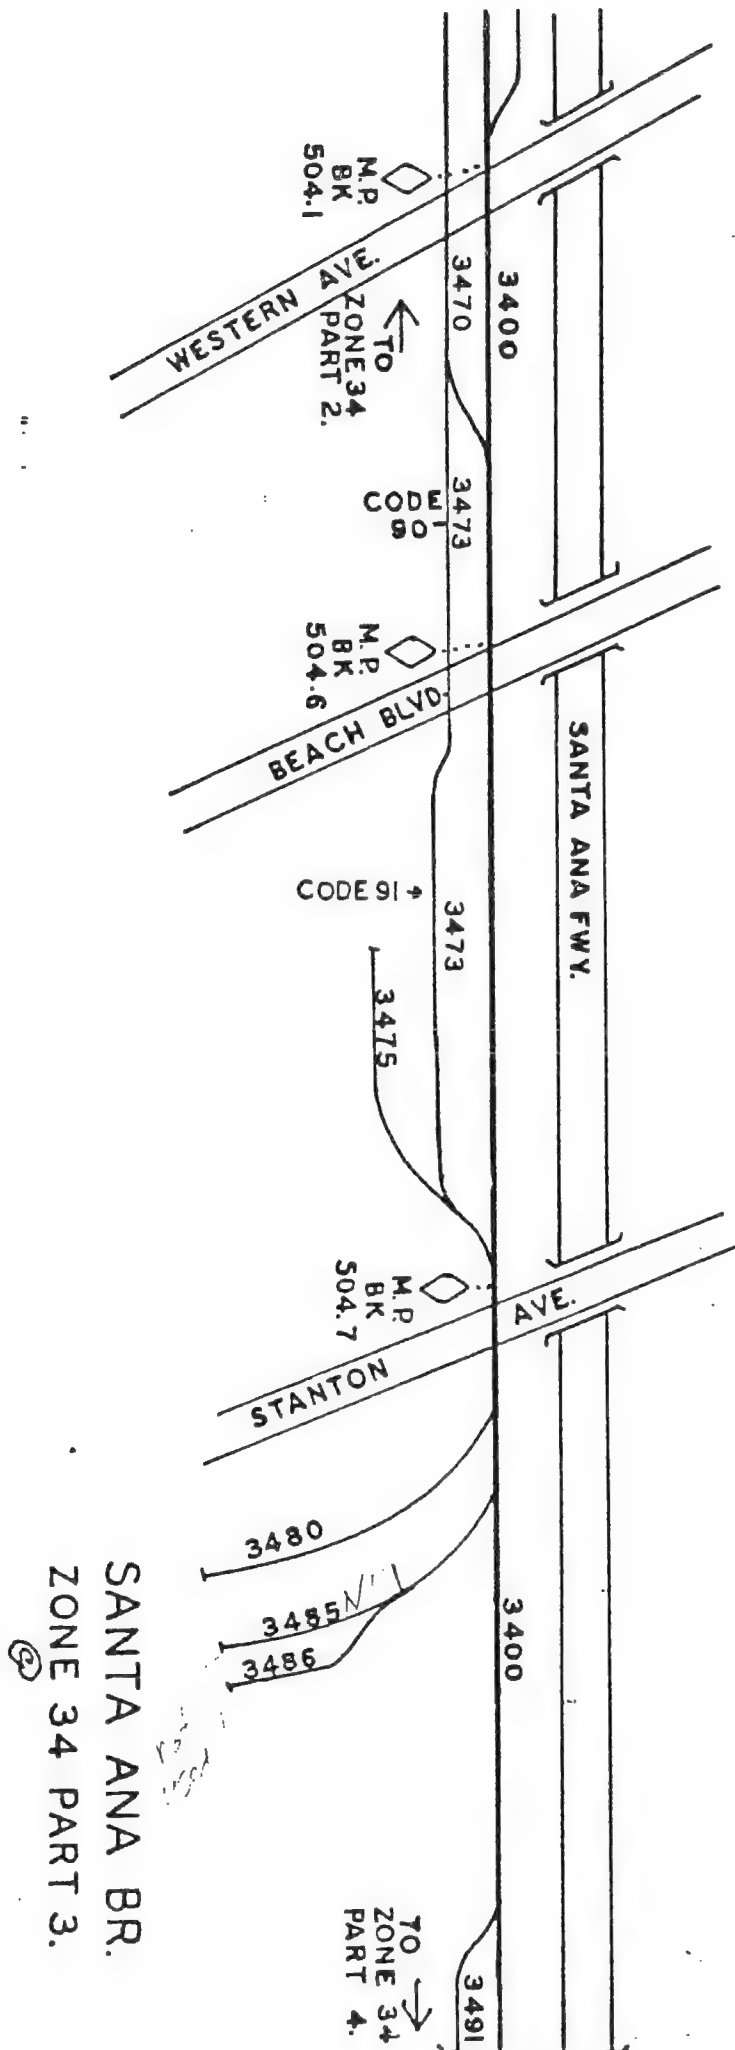 M.P.
BK
504.1
WESTERN AVE.
3470
3400
TO
ZONE 34
PART 2.
CODE
90
3473
M.P.
BK
504.6
BEACH BLVD.
SANTA ANA FWY.
CODE 91
3473
3475
M.P.
BK
504.7
STANTON AVE.
3480
3485
3486
3400
SANTA ANA BR.
ZONE 34 PART 3.
TO
ZONE 34
PART 4.
3491